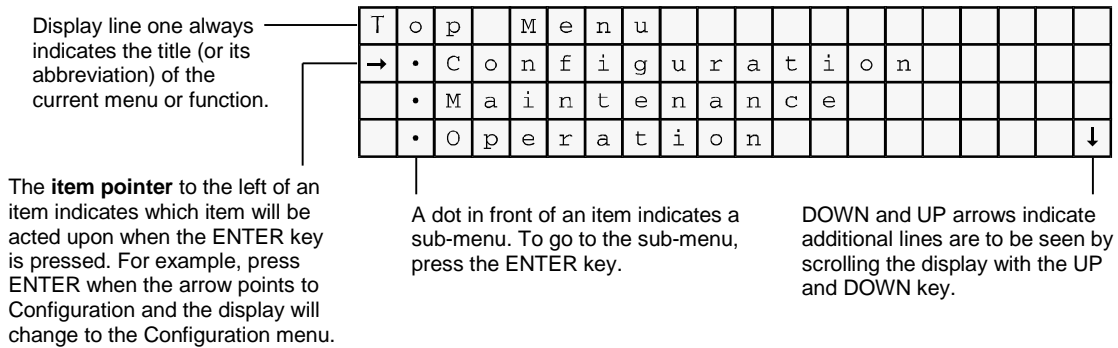 Display line one always
indicates the title (or its
abbreviation) of the
current menu or function.
Top Menu
→ • Configuration
• Maintenance
• Operation ↓
The item pointer to the left of an
item indicates which item will be
acted upon when the ENTER key
is pressed. For example, press
ENTER when the arrow points to
Configuration and the display will
change to the Configuration menu.
A dot in front of an item indicates a
sub-menu. To go to the sub-menu,
press the ENTER key.
DOWN and UP arrows indicate
additional lines are to be seen by
scrolling the display with the UP
and DOWN key.